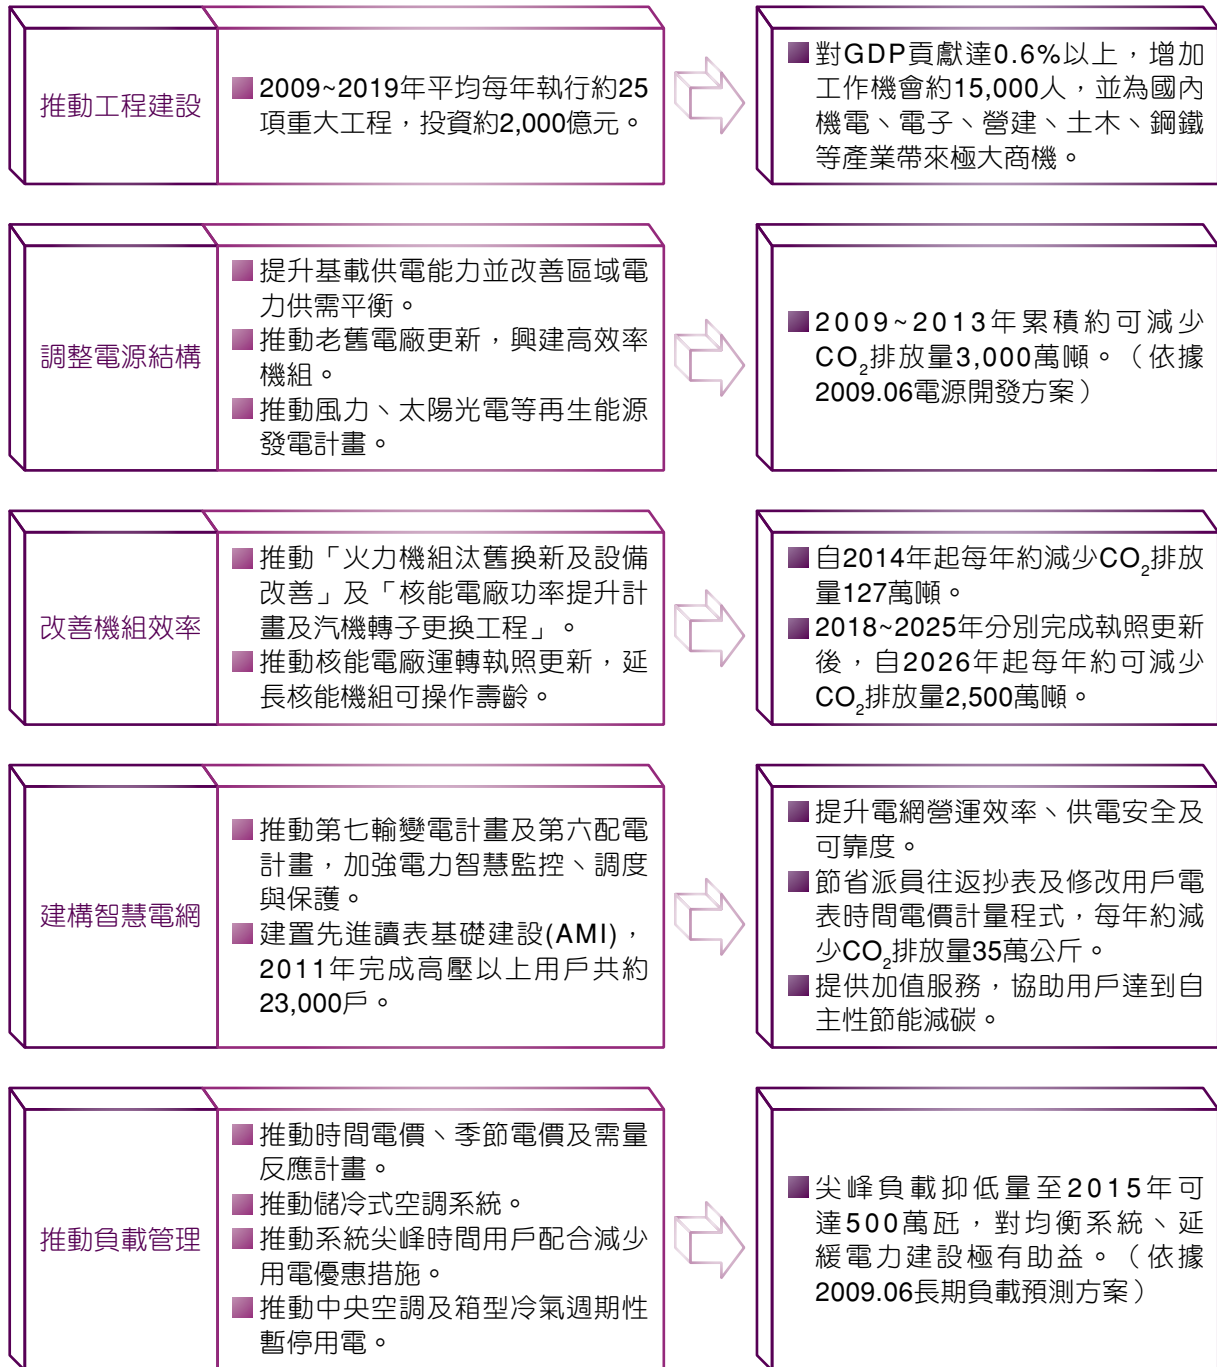 推動工程建設
■2009~2019年平均每年執行約25
項重大工程，投資約2,000億元。
■對GDP貢獻達0.6%以上，增加
工作機會約15,000人，並為國內
機電、電子、營建、土木、鋼鐵
等產業帶來極大商機。
調整電源結構
■提升基載供電能力並改善區域電
力供需平衡。
■推動老舊電廠更新，興建高效率
機組。
■推動風力、太陽光電等再生能源
發電計畫。
■2009~2013年累積約可減少
CO₂排放量3,000萬噸。（依據
2009.06電源開發方案）
改善機組效率
■推動「火力機組汰舊換新及設備
改善」及「核能電廠功率提升計
畫及汽機轉子更換工程」。
■推動核能電廠運轉執照更新，延
長核能機組可操作壽齡。
■自2014年起每年約減少CO₂排放
量127萬噸。
■2018~2025年分別完成執照更新
後，自2026年起每年約可減少
CO₂排放量2,500萬噸。
建構智慧電網
■推動第七輸變電計畫及第六配電
計畫，加強電力智慧監控、調度
與保護。
■建置先進讀表基礎建設(AMI)，
2011年完成高壓以上用戶共約
23,000戶。
■提升電網營運效率、供電安全及
可靠度。
■節省派員往返抄表及修改用戶電
表時間電價計量程式，每年約減
少CO₂排放量35萬公斤。
■提供加值服務，協助用戶達到自
主性節能減碳。
推動負載管理
■推動時間電價、季節電價及需量
反應計畫。
■推動儲冷式空調系統。
■推動系統尖峰時間用戶配合減少
用電優惠措施。
■推動中央空調及箱型冷氣週期性
暫停用電。
■尖峰負載抑低量至2015年可
達500萬瓩，對均衡系統、延
緩電力建設極有助益。（依據
2009.06長期負載預測方案）